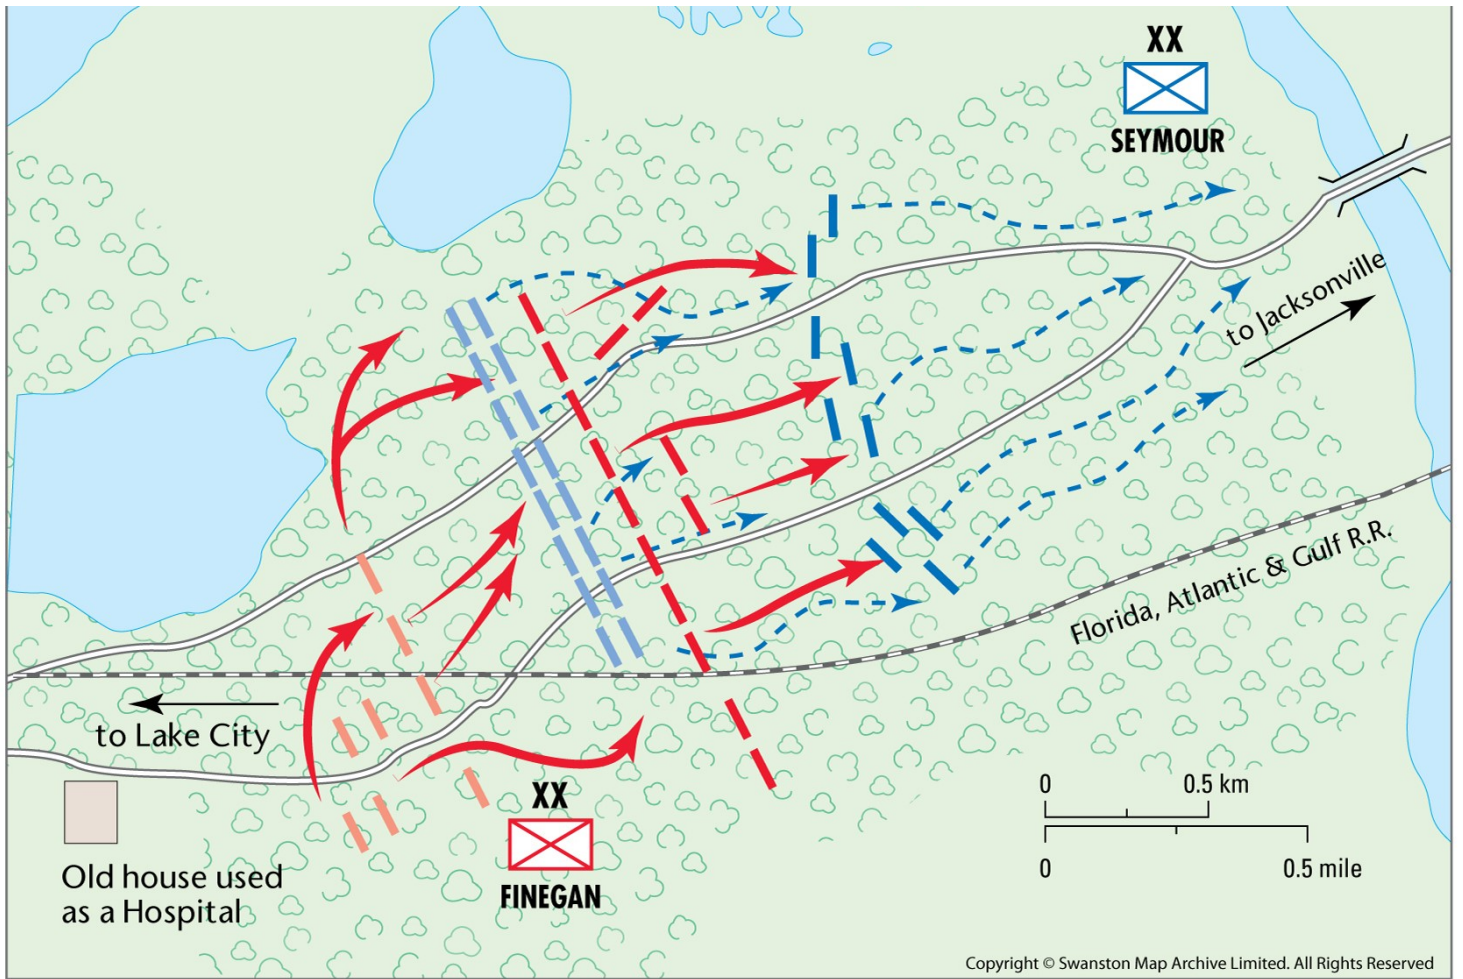 XX
SEYMOUR
to Jacksonville
Florida, Atlantic & Gulf R.R.
to Lake City
Old house used
as a Hospital
XX
FINEGAN
0 0.5 km
0 0.5 mile
Copyright © Swanston Map Archive Limited. All Rights Reserved